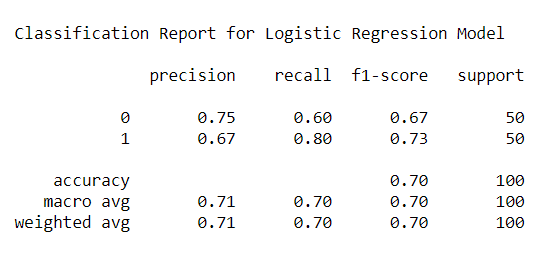 Classification Report for Logistic Regression Model
precision recall f1-score support
0 0.75 0.60 0.67 50
1 0.67 0.80 0.73 50
accuracy 0.70 100
macro avg 0.71 0.70 0.70 100
weighted avg 0.71 0.70 0.70 100